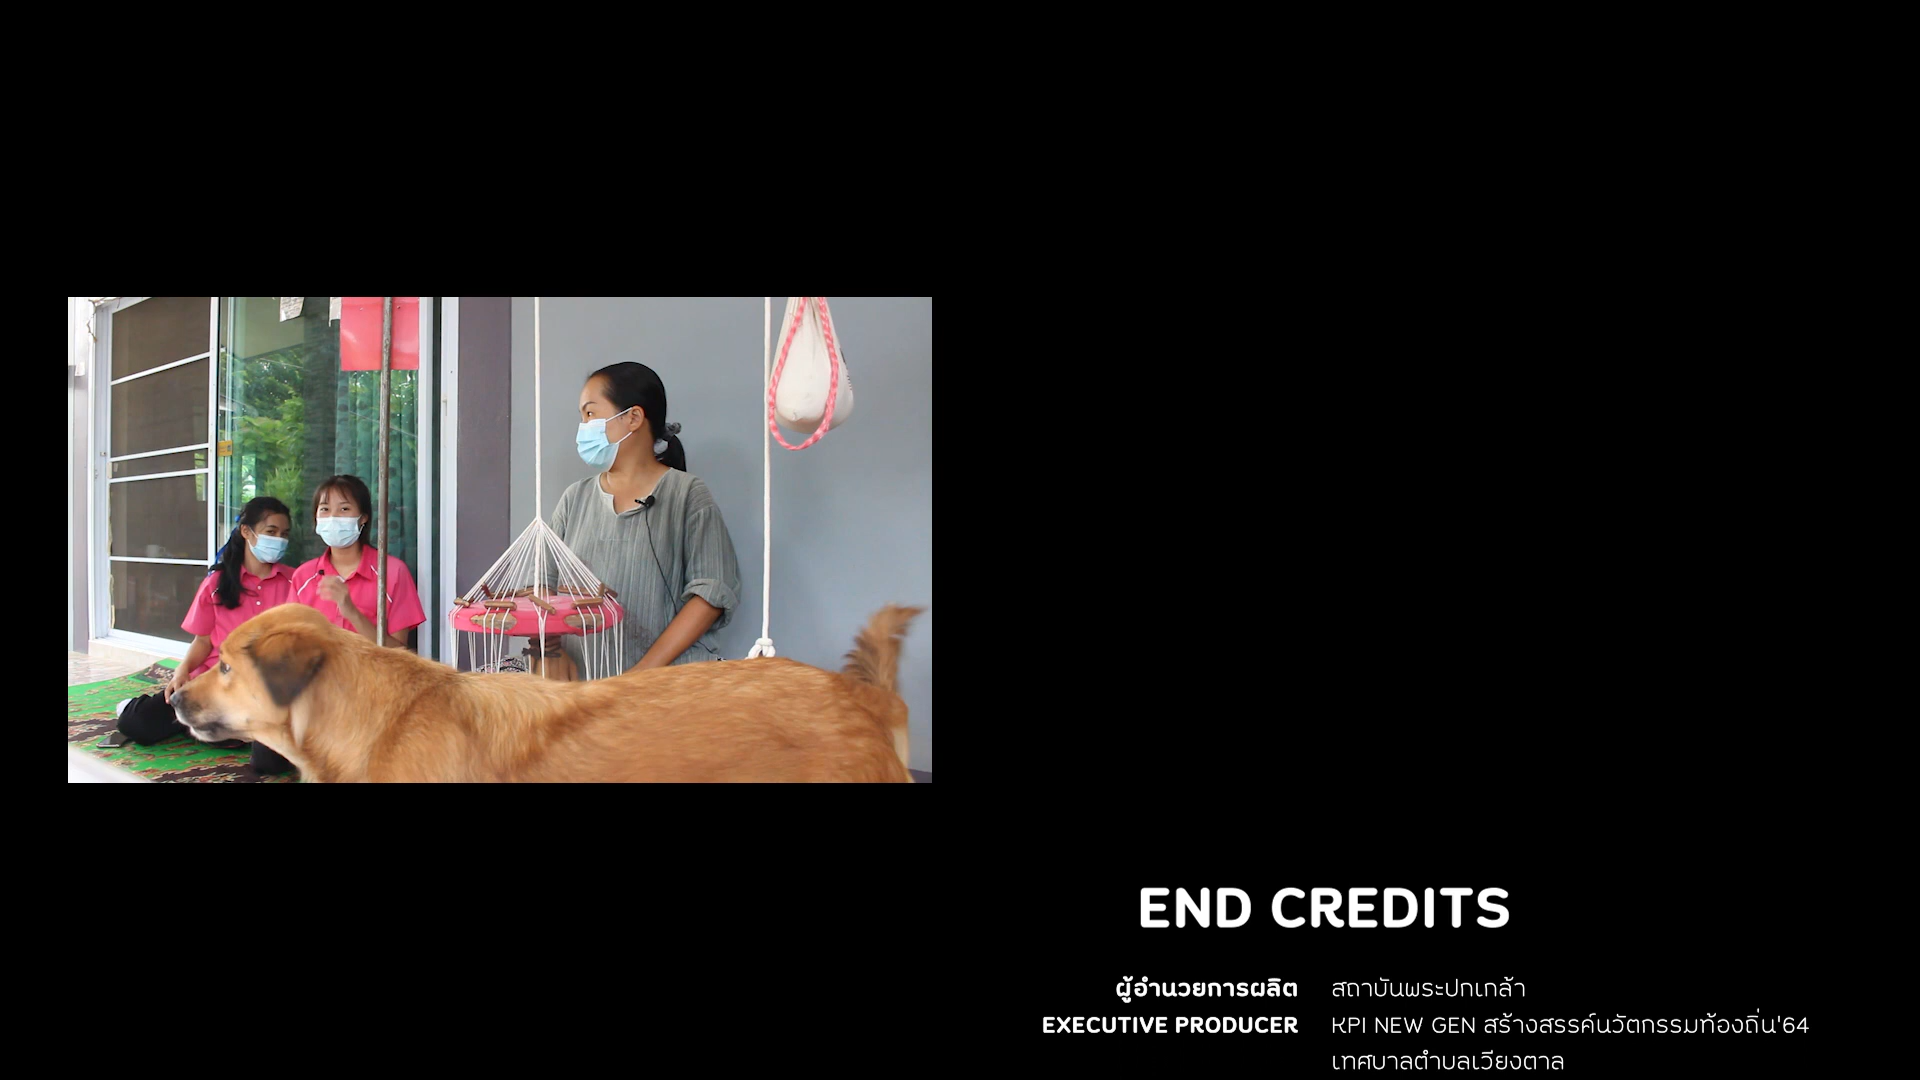 END CREDITS
ผู้อำนวยการผลิต สถาบันพระปกเกล้า
EXECUTIVE PRODUCER KPI NEW GEN สร้างสรรค์นวัตกรรมท้องถิ่น'64
เทศบาลตำบลเวียงตาล